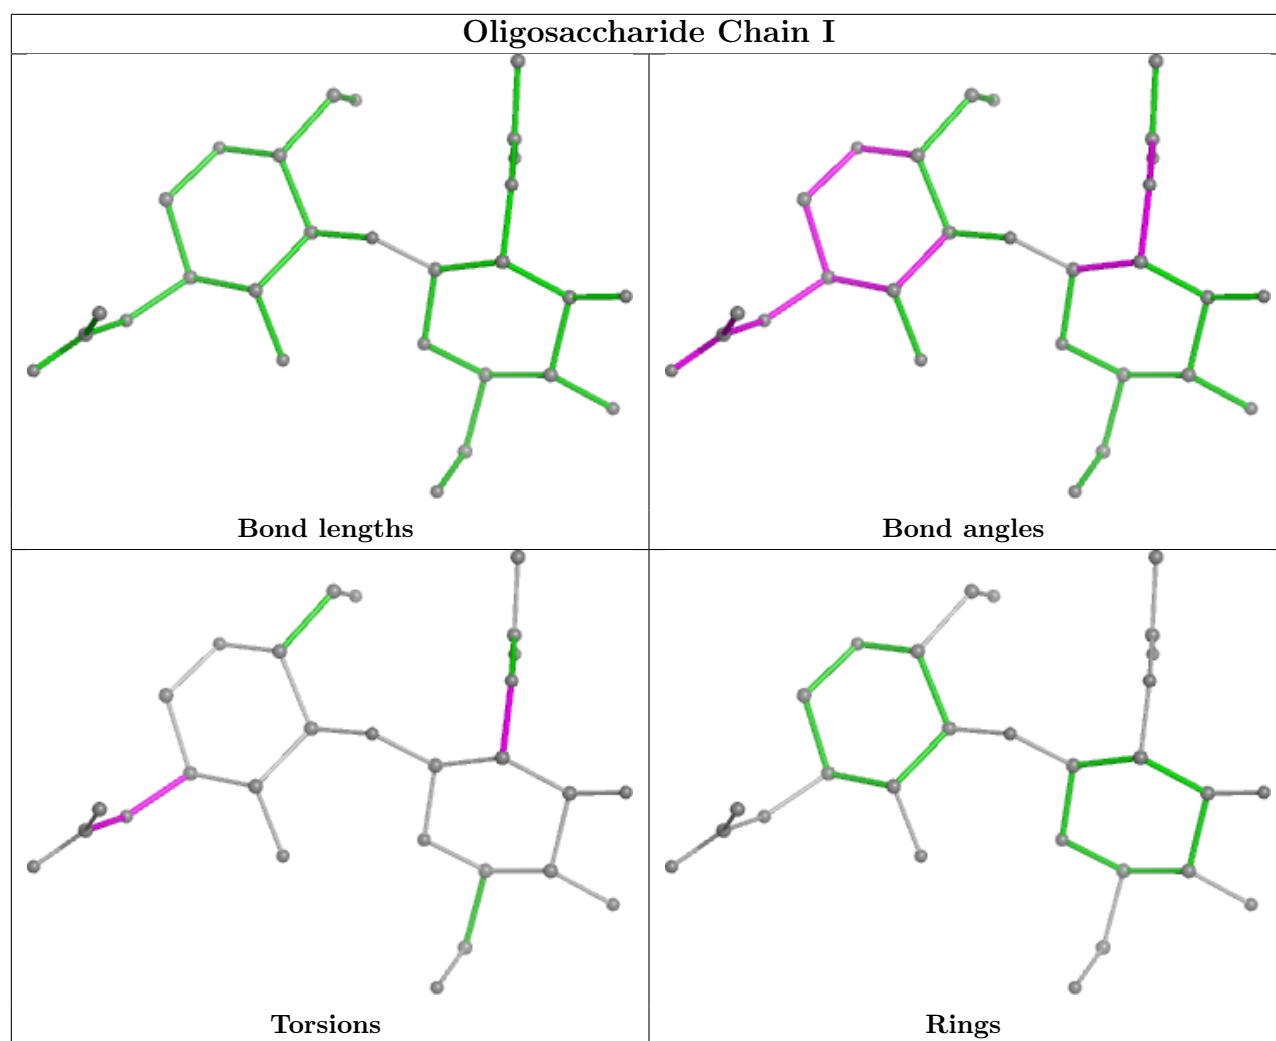 Oligosaccharide Chain I
Bond lengths
Bond angles
Torsions
Rings